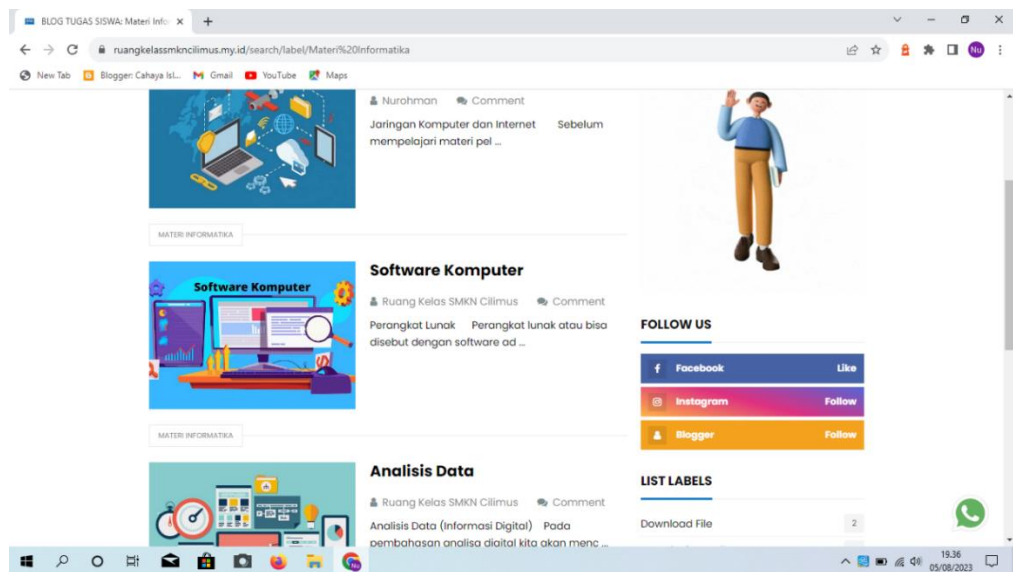 BLOG TUGAS SISWA: Materi Infor
ruangkelassmkncilimus.my.id/search/label/Materi%20Informatika
Nu
New Tab
Blogger: Cahaya Isl...
Gmail
YouTube
Maps
Nurohman Comment
Jaringan Komputer dan Internet Sebelum
mempelajari materi pel ...
MATERI INFORMATIKA
Software Komputer
Software Komputer
Ruang Kelas SMKN Cilimus Comment
Perangkat Lunak Perangkat lunak atau bisa
disebut dengan software ad ...
MATERI INFORMATIKA
Analisis Data
Ruang Kelas SMKN Cilimus Comment
Analisis Data (Informasi Digital) Pada
pembahasan analisa digital kita akan menc ...
FOLLOW US
Facebook Like
Instagram Follow
Blogger Follow
LIST LABELS
Download File 2
19.36
05/08/2023